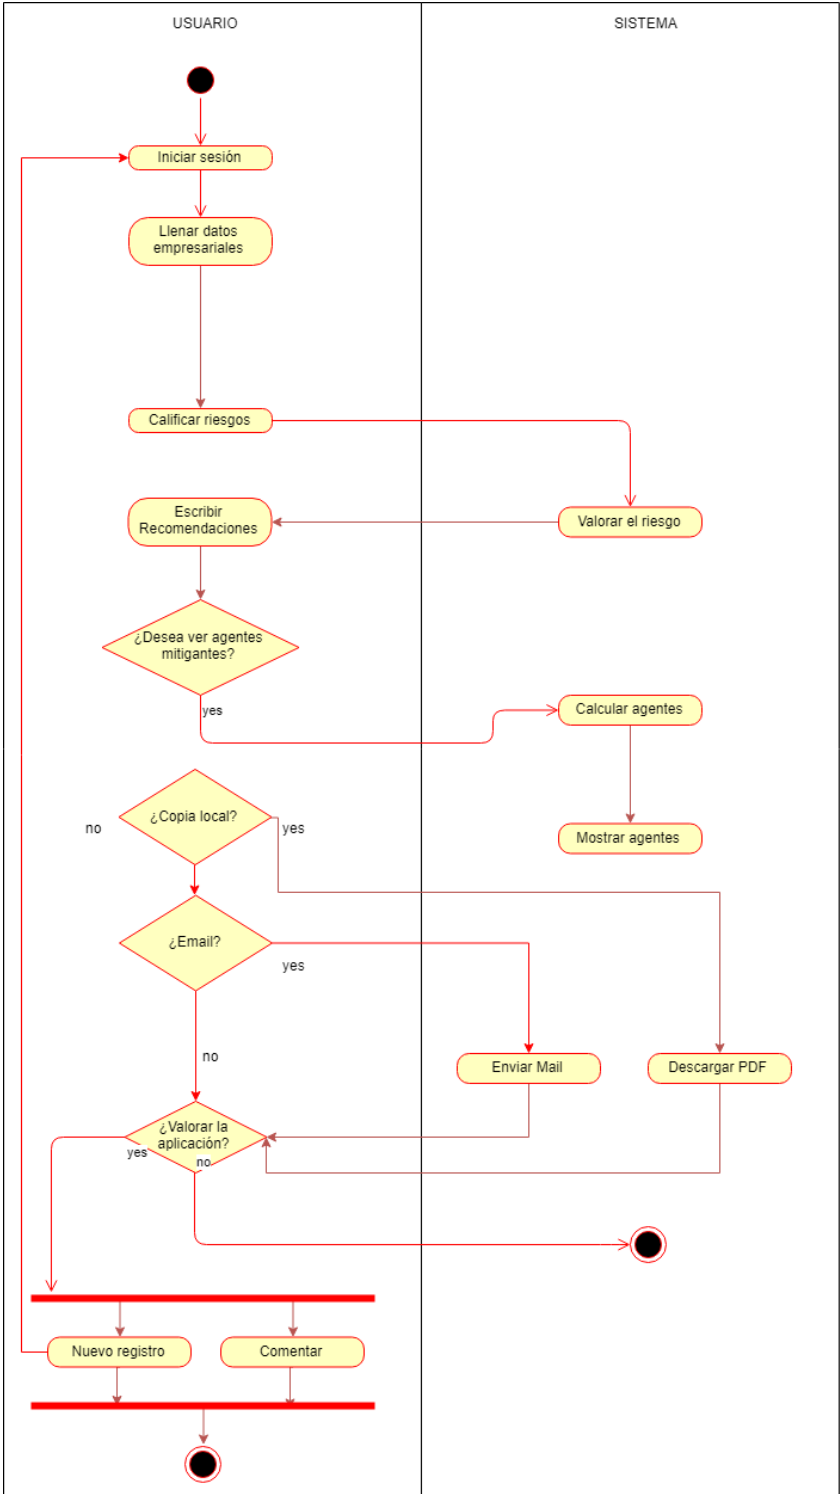 USUARIO
SISTEMA
Iniciar sesión
Llenar datos
empresariales
Calificar riesgos
Valorar el riesgo
Escribir
Recomendaciones
¿Desea ver agentes
mitigantes?
yes
Calcular agentes
Mostrar agentes
¿Copia local?
no
yes
¿Email?
yes
no
Enviar Mail
Descargar PDF
¿Valorar la
aplicación?
yes
no
Nuevo registro
Comentar